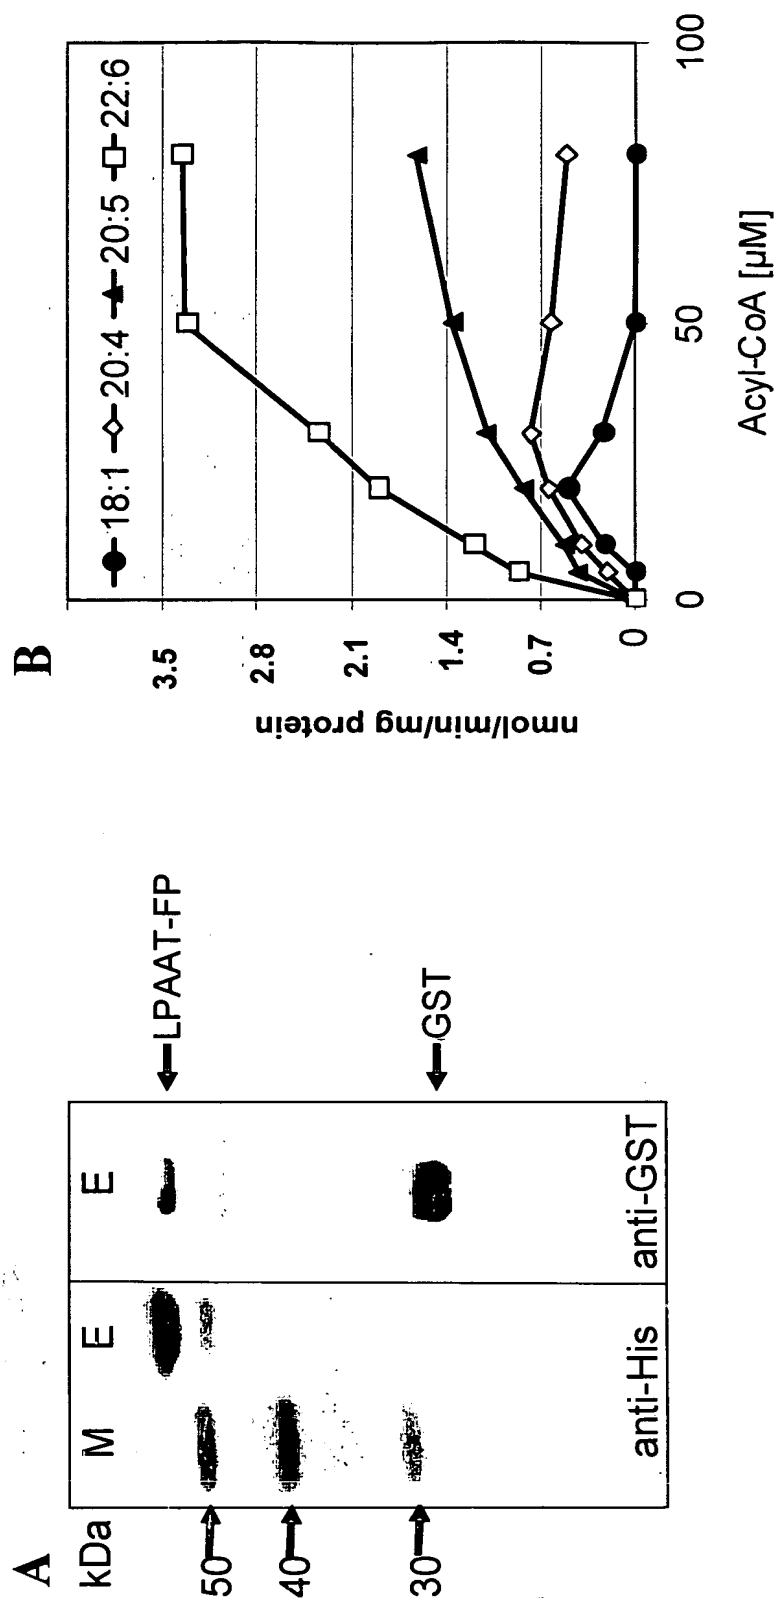 A
kDa
M E E
50
40
30
LPAAT-FP
GST
anti-His anti-GST
B
18:1 20:4 20:5 22:6
3.5
2.8
2.1
1.4
0.7
0
nmol/min/mg protein
0 50 100
Acyl-CoA [µM]